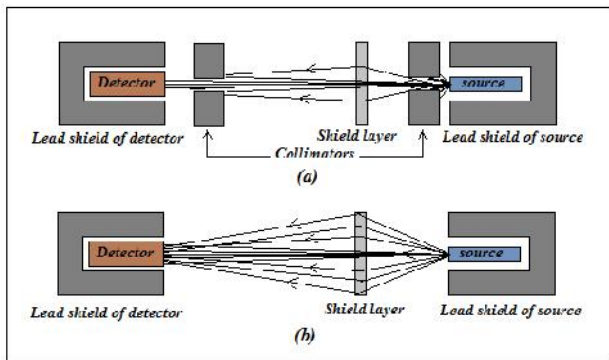 Detector
source
Lead shield of detector
Shield layer
Lead shield of source
Collimators
(a)
Detector
source
Lead shield of detector
Shield layer
Lead shield of source
(b)